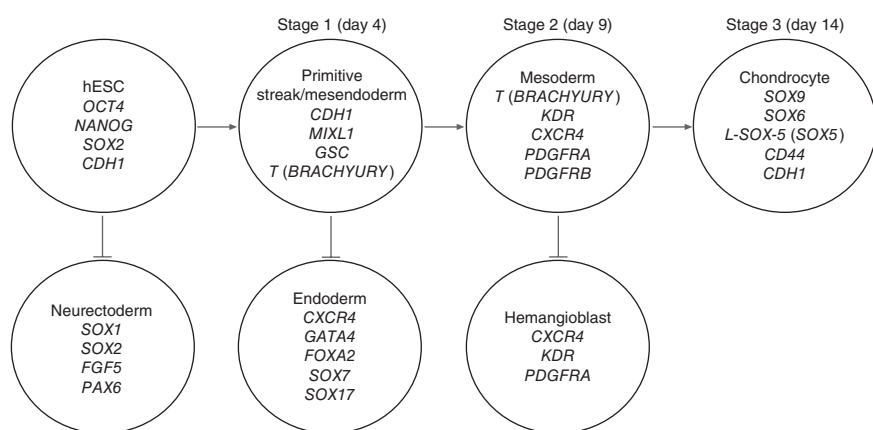 Stage 1 (day 4)
Stage 2 (day 9)
Stage 3 (day 14)
hESC
OCT4
NANOG
SOX2
CDH1
Primitive
streak/mesendoderm
CDH1
MIXL1
GSC
T (BRACHYURY)
Mesoderm
T (BRACHYURY)
KDR
CXCR4
PDGFRA
PDGFRB
Chondrocyte
SOX9
SOX6
L-SOX-5 (SOX5)
CD44
CDH1
Neurectoderm
SOX1
SOX2
FGF5
PAX6
Endoderm
CXCR4
GATA4
FOXA2
SOX7
SOX17
Hemangioblast
CXCR4
KDR
PDGFRA